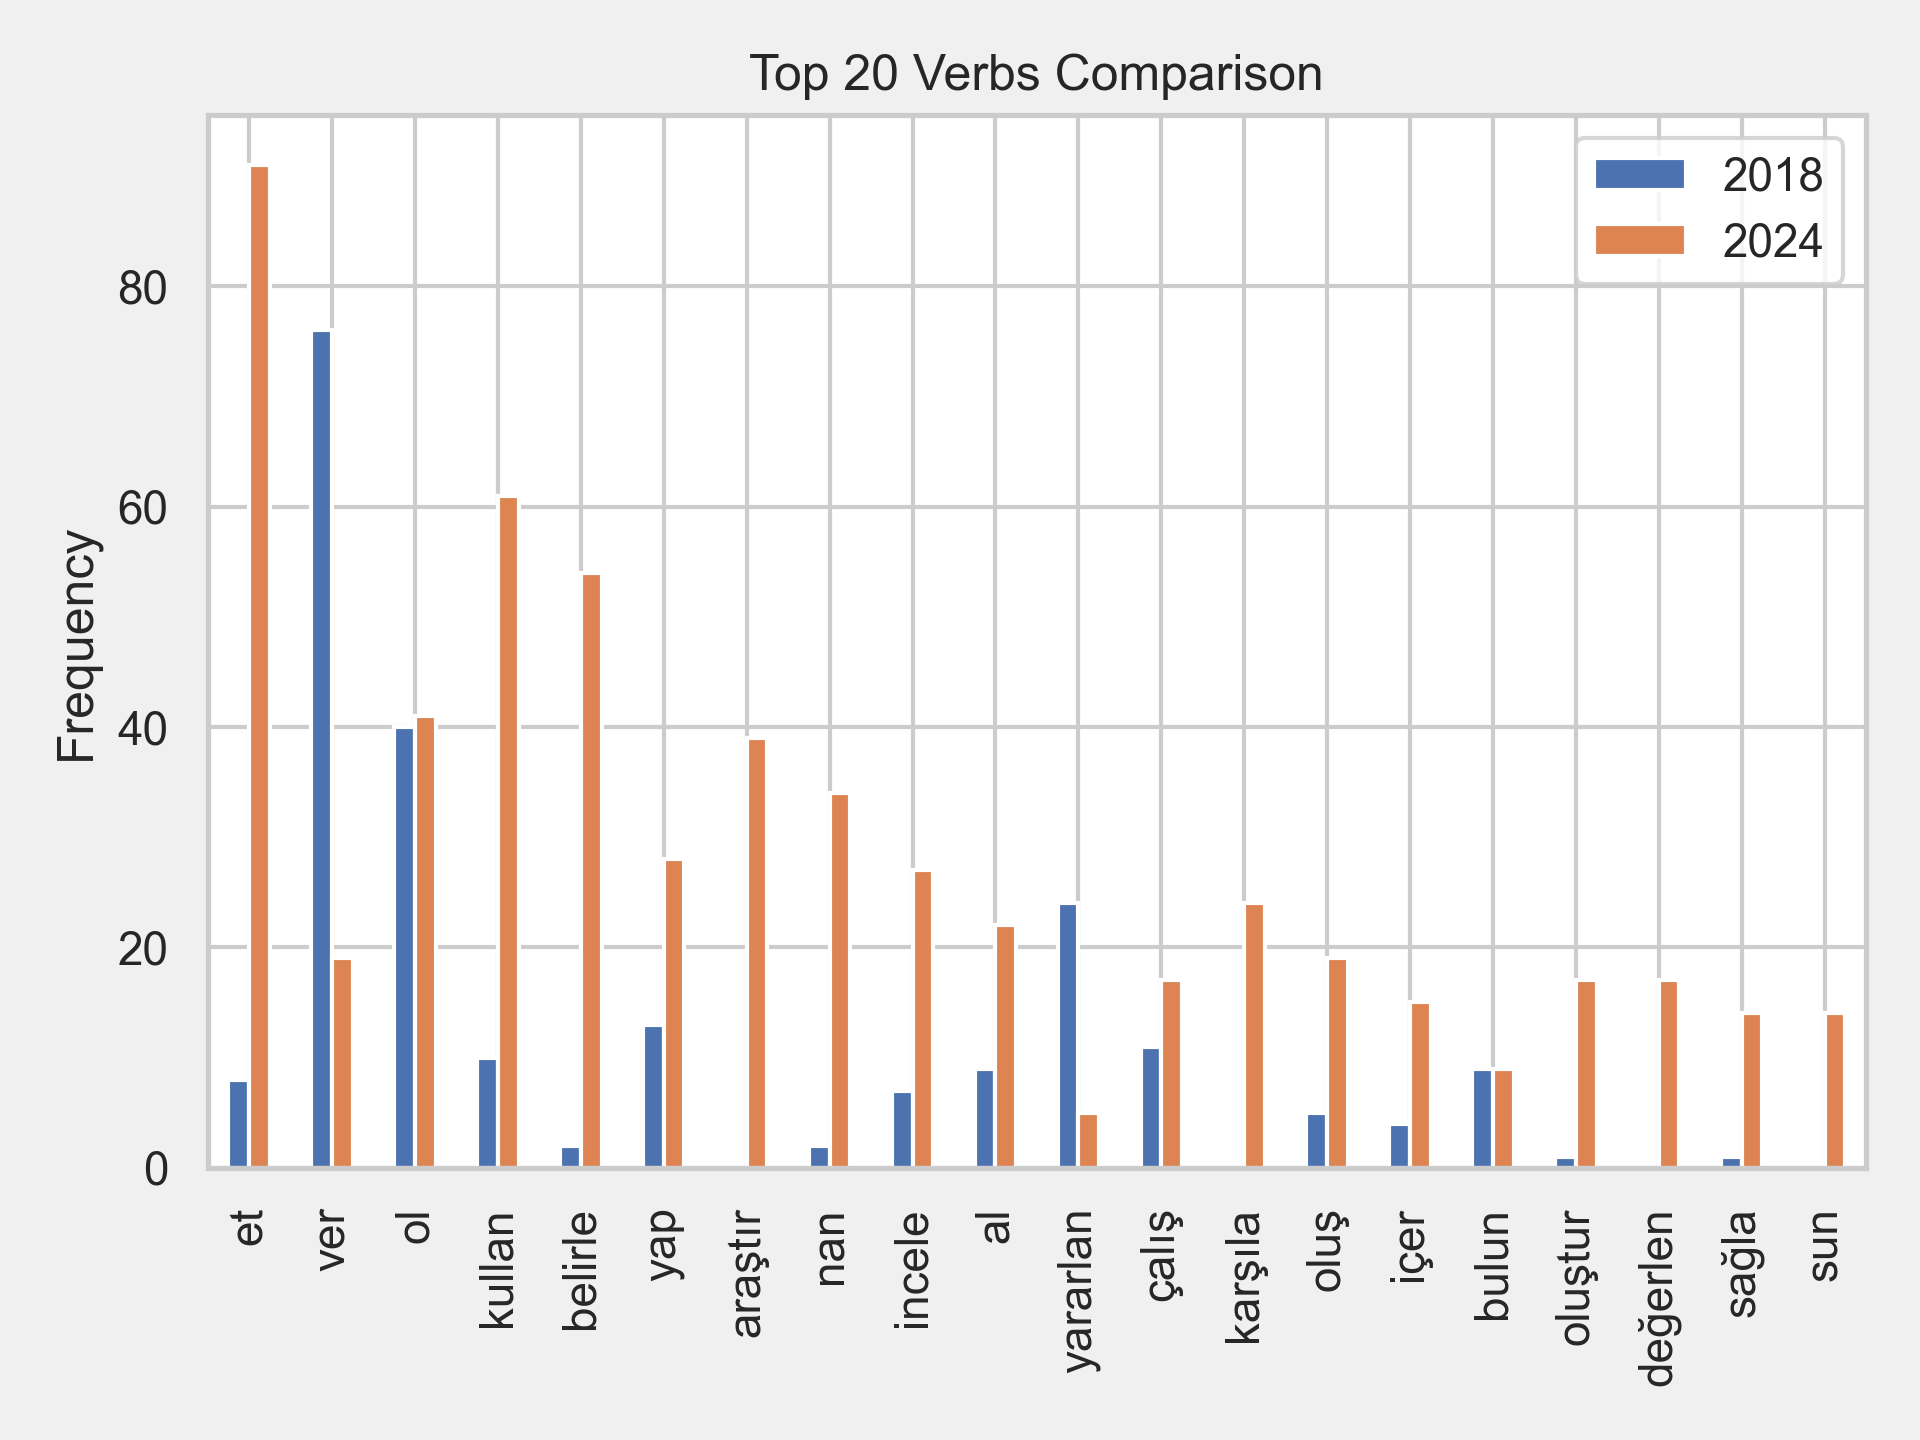 Top 20 Verbs Comparison
2018
2024
Frequency
80
60
40
20
0
et
ver
ol
kullan
belirle
yap
araştır
nan
incele
al
yararlan
çalış
karşıla
oluş
içer
bulun
oluştur
değerlen
sağla
sun